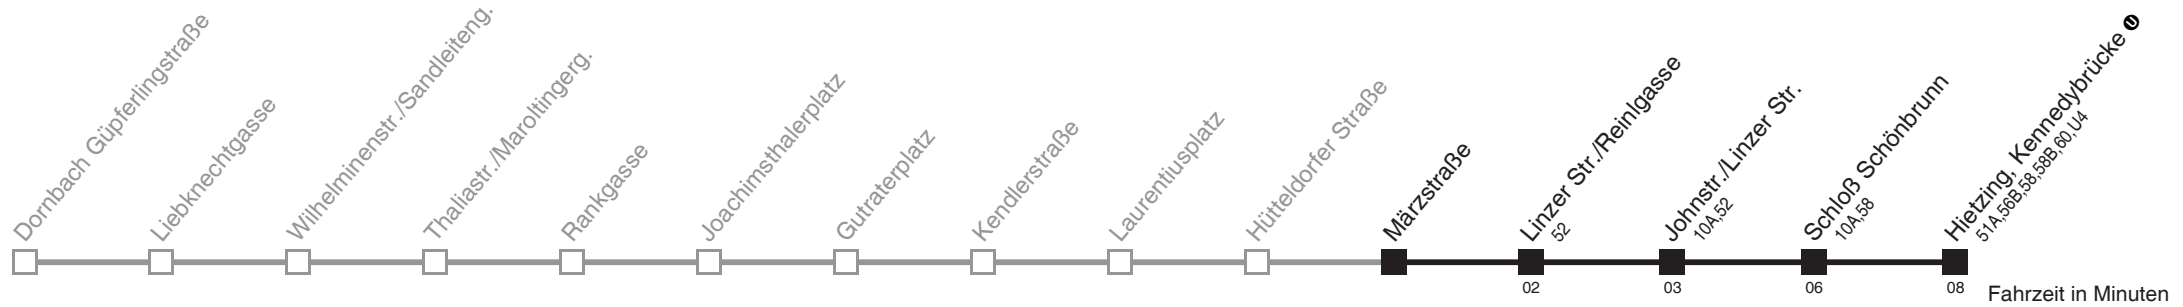 Dornbach Güpferlingstraße
Liebknechtgasse
Wilhelminenstr./Sandleiteng.
Thaliastr./Maroltingerg.
Rankgasse
Joachimsthalerplatz
Gutraterplatz
Kendlerstraße
Laurentiusplatz
Hütteldorfer Straße
Märzstraße
Linzer Str./Reinlgasse
52
Johnstr./Linzer Str.
10A,52
Schloß Schönbrunn
10A,58
Hietzing, Kennedybrücke U
51A,56B,58,58B,60,U4
02 03 06 08 Fahrzeit in Minuten